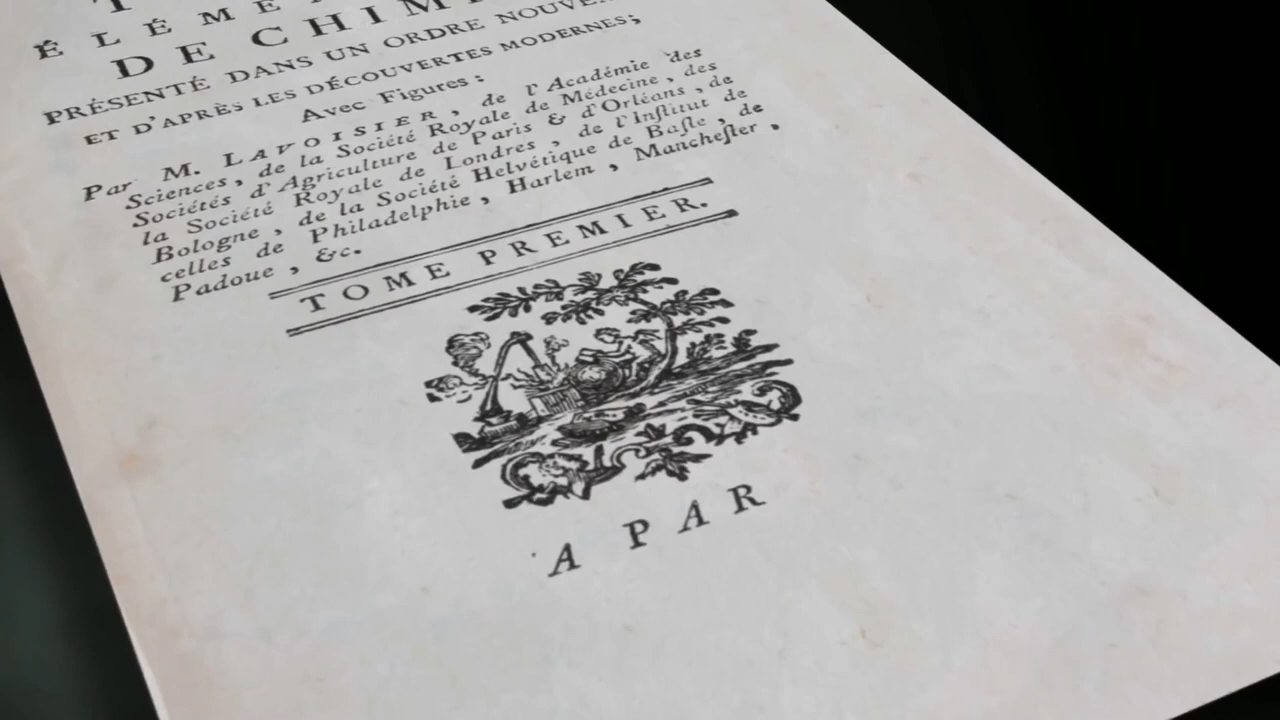 T
ÉLÉME
DE CHIMI
PRÉSENTÉ DANS UN ORDRE NOUVE
ET D'APRÈS LES DÉCOUVERTES MODERNES;
Avec Figures :
Par M. LAVOISIER, de l'Académie des
Sciences, de la Société Royale de Médecine, des
Sociétés d'Agriculture de Paris & d'Orléans, de
la Société Royale de Londres, de l'Inſtitut de
Bologne, de la Société Helvétique de Baſle, de
celles de Philadelphie, Harlem, Mancheſter,
Padoue, &c.
TOME PREMIER.
A PAR